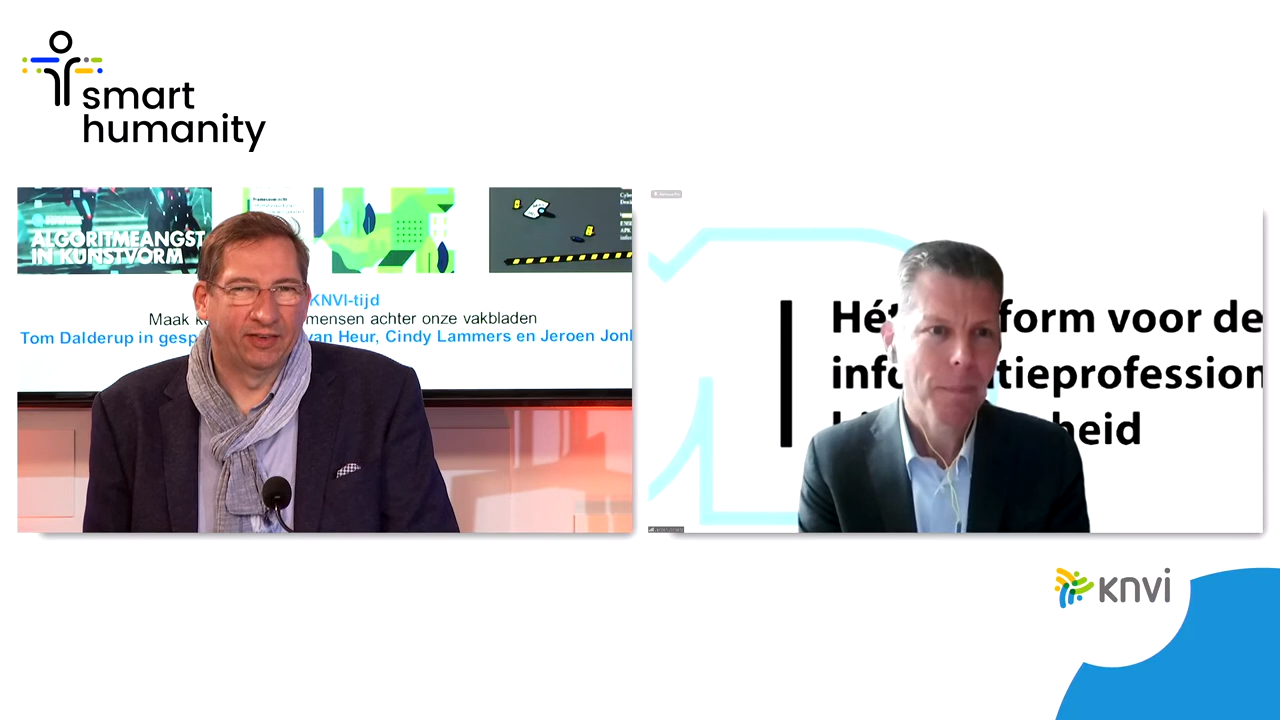 smart
humanity
ALGORITMEANGST
IN KUNSTVORM
KNVI-tijd
Maak k mensen achter onze vakbladen
Tom Dalderup in gesp van Heur, Cindy Lammers en Jeroen Jonk
Hét form voor de
info tieprofession
heid
knvi